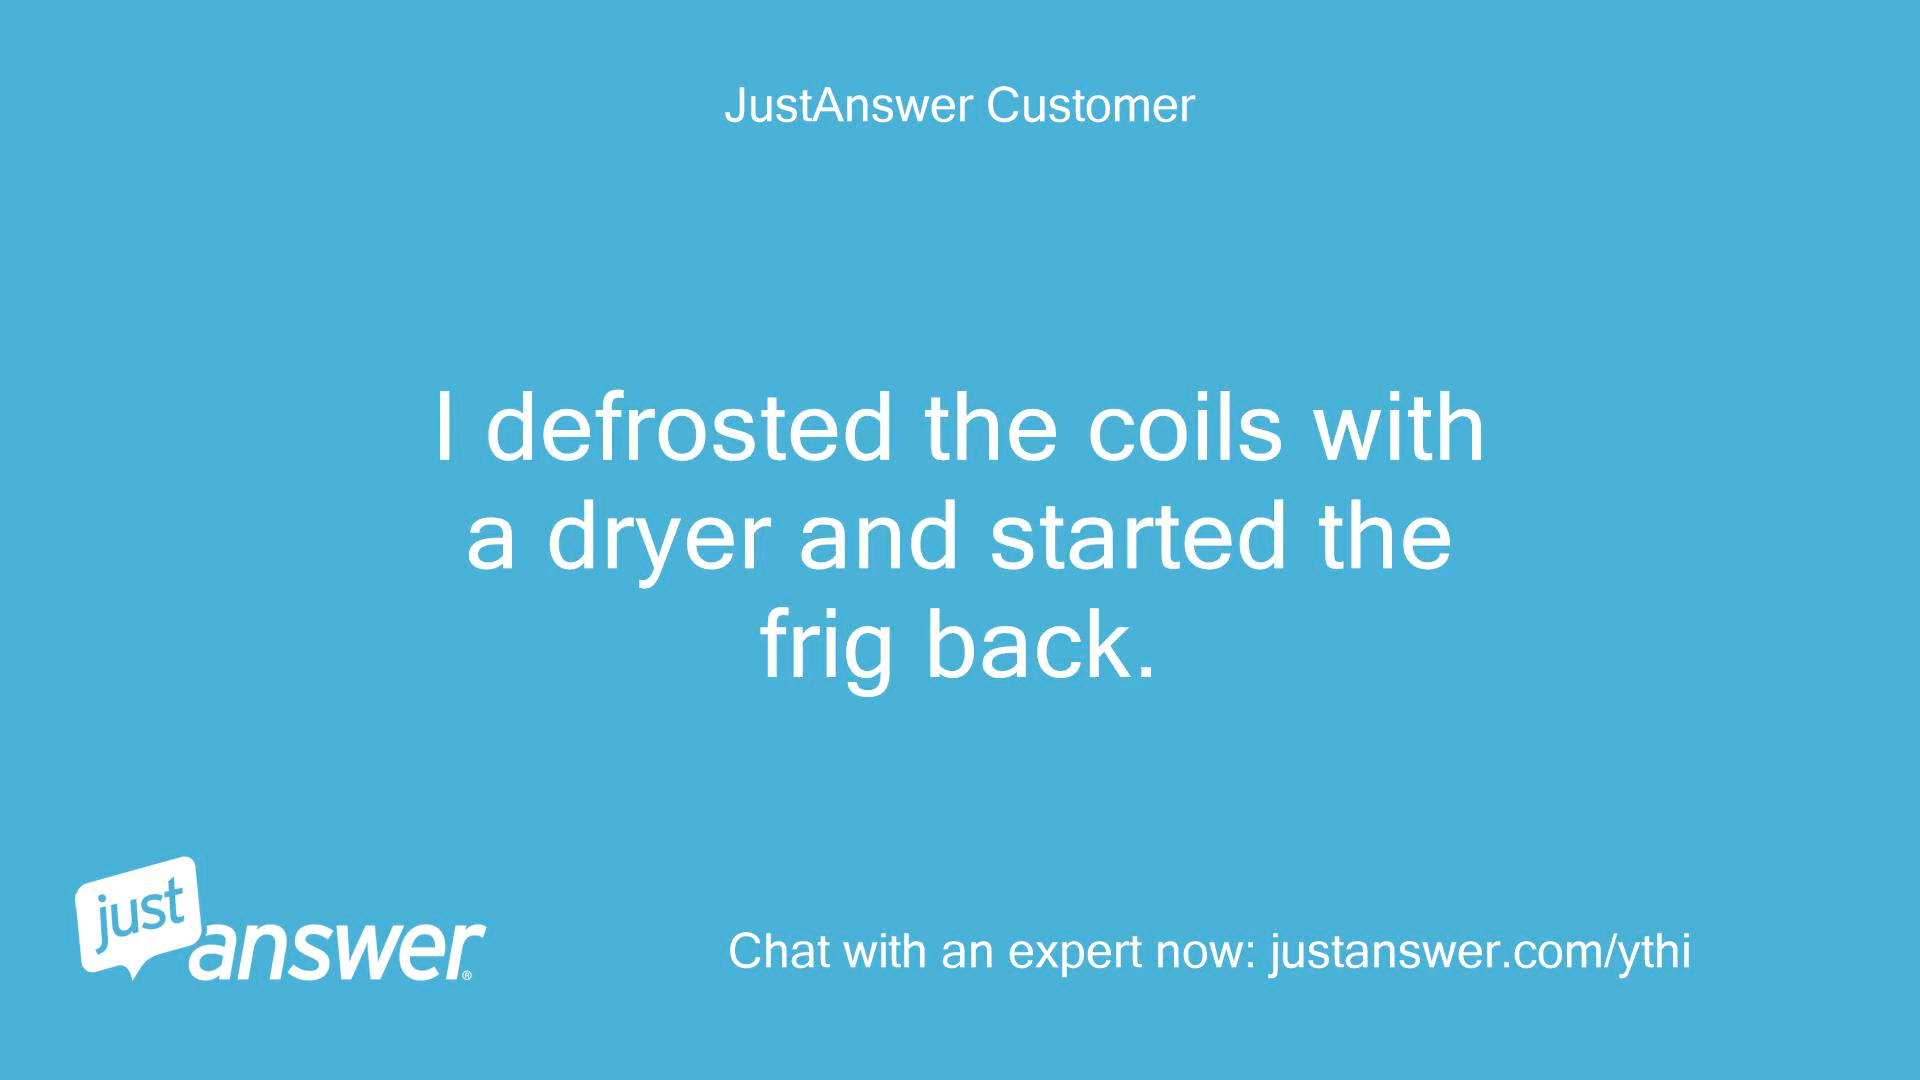 JustAnswer Customer
I defrosted the coils with
a dryer and started the
frig back.
just
answer®
Chat with an expert now: justanswer.com/ythi